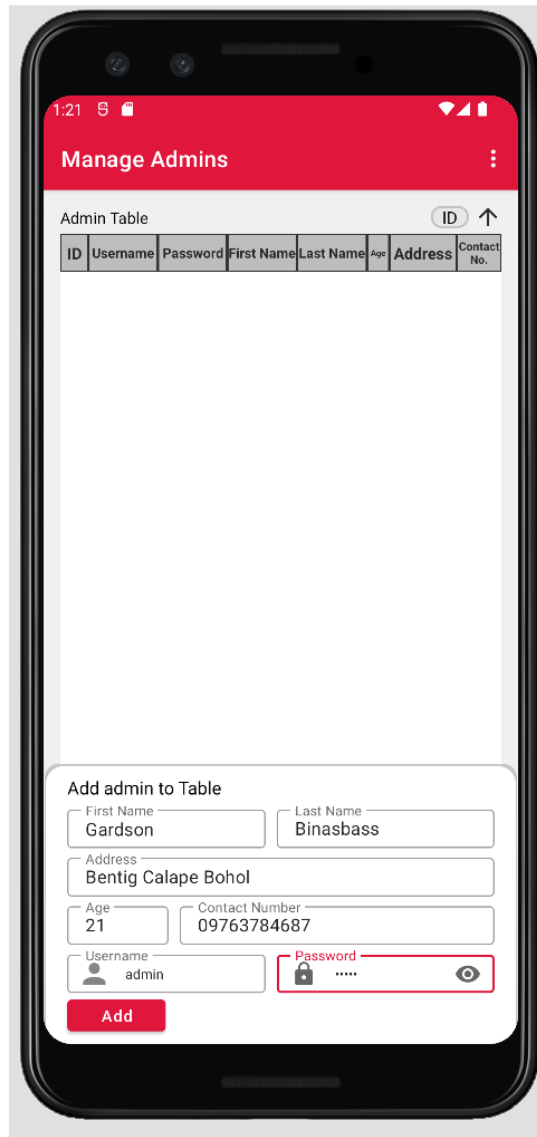 1:21
Manage Admins
Admin Table ID
ID Username Password First Name Last Name Age Address Contact No.
Add admin to Table
First Name Last Name
Gardson Binasbass
Address
Bentig Calape Bohol
Age Contact Number
21 09763784687
Username Password
admin •••••
Add